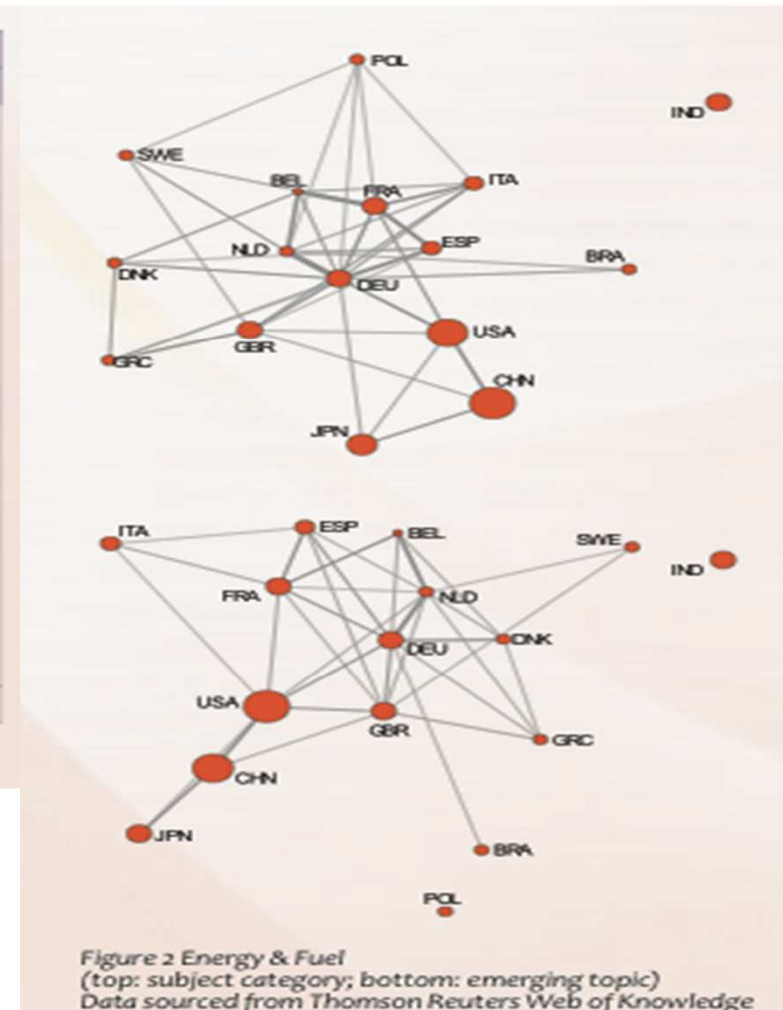 POL
IND
SWE
BEL
FRA
ITA
NLD
ESP
BRA
DNK
DEU
GBR
USA
GRC
CHN
JPN
ITA
ESP
BEL
SWE
IND
FRA
NLD
DEU
DNK
USA
GBR
GRC
CHN
JPN
BRA
POL
Figure 2 Energy & Fuel
(top: subject category; bottom: emerging topic)
Data sourced from Thomson Reuters Web of Knowledge